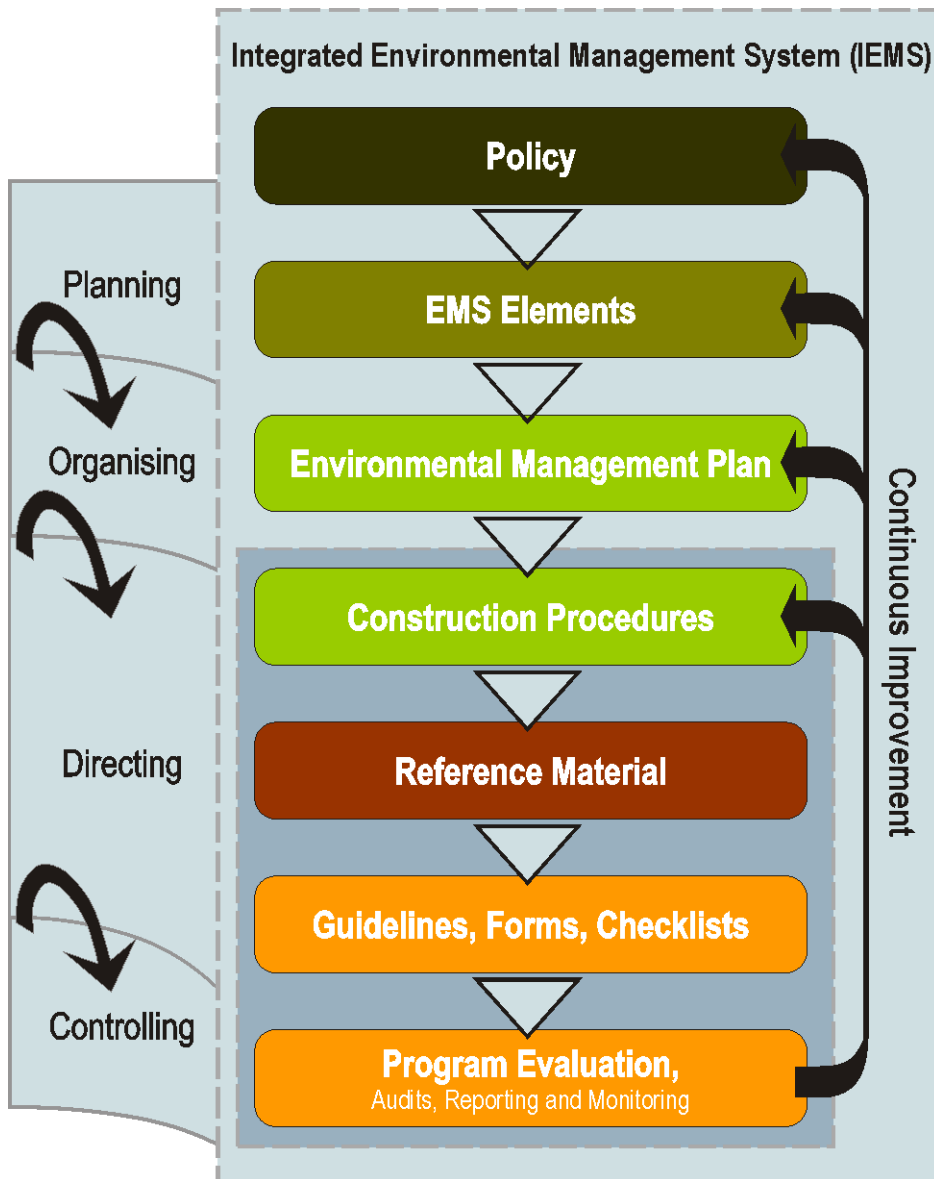 Integrated Environmental Management System (IEMS)
Policy
Planning
EMS Elements
Organising
Environmental Management Plan
Construction Procedures
Directing
Reference Material
Guidelines, Forms, Checklists
Controlling
Program Evaluation,
Audits, Reporting and Monitoring
Continuous Improvement